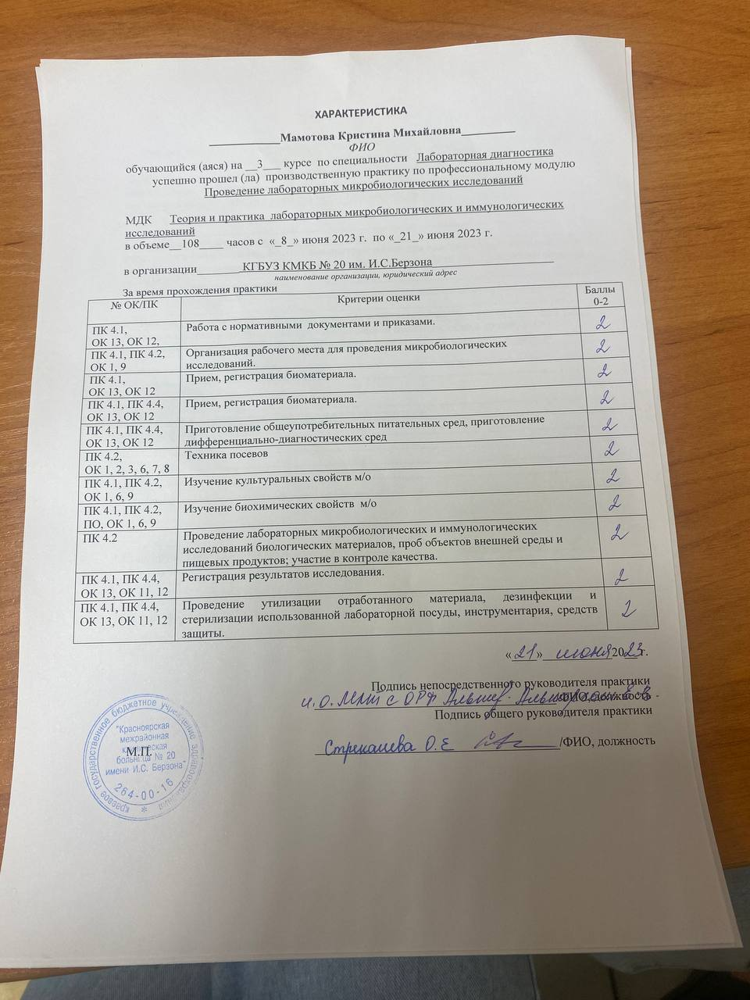 ХАРАКТЕРИСТИКА
____________Мамотова Кристина Михайловна_________
ФИО
обучающийся (аяся) на __3___ курсе по специальности Лабораторная диагностика
успешно прошел (ла) производственную практику по профессиональному модулю
Проведение лабораторных микробиологических исследований
МДК Теория и практика лабораторных микробиологических и иммунологических
исследований
в объеме__108____ часов с «_8_» июня 2023 г. по «_21_» июня 2023 г.
в организации________КГБУЗ КМКБ № 20 им. И.С.Берзона____________________
наименование организации, юридический адрес
За время прохождения практики
№ ОК/ПК Критерии оценки Баллы
0-2
ПК 4.1,
ОК 13, ОК 12, Работа с нормативными документами и приказами. 2
ПК 4.1, ПК 4.2,
ОК 1, 9 Организация рабочего места для проведения микробиологических
исследований. 2
ПК 4.1,
ОК 13, ОК 12 Прием, регистрация биоматериала. 2
ПК 4.1, ПК 4.4,
ОК 13, ОК 12 Прием, регистрация биоматериала. 2
ПК 4.1, ПК 4.4,
ОК 13, ОК 12 Приготовление общеупотребительных питательных сред, приготовление
дифференциально-диагностических сред 2
ПК 4.2,
ОК 1, 2, 3, 6, 7, 8 Техника посевов 2
ПК 4.1, ПК 4.2,
ОК 1, 6, 9 Изучение культуральных свойств м/о 2
ПК 4.1, ПК 4.2,
ПО, ОК 1, 6, 9 Изучение биохимических свойств м/о 2
ПК 4.2 Проведение лабораторных микробиологических и иммунологических
исследований биологических материалов, проб объектов внешней среды и
пищевых продуктов; участие в контроле качества. 2
ПК 4.1, ПК 4.4,
ОК 13, ОК 11, 12 Регистрация результатов исследования. 2
ПК 4.1, ПК 4.4,
ОК 13, ОК 11, 12 Проведение утилизации отработанного материала, дезинфекции и
стерилизации использованной лабораторной посуды, инструментария, средств
защиты. 2
«21» июня 2023 г.
Подпись непосредственного руководителя практики
/ФИО, должность
Подпись общего руководителя практики
Стрекалева О.Е /ФИО, должность
М.П.
краевое государственное бюджетное учреждение здравоохранения *
"Красноярская
межрайонная
клиническая
больница № 20
имени И.С. Берзона"
264-00-16